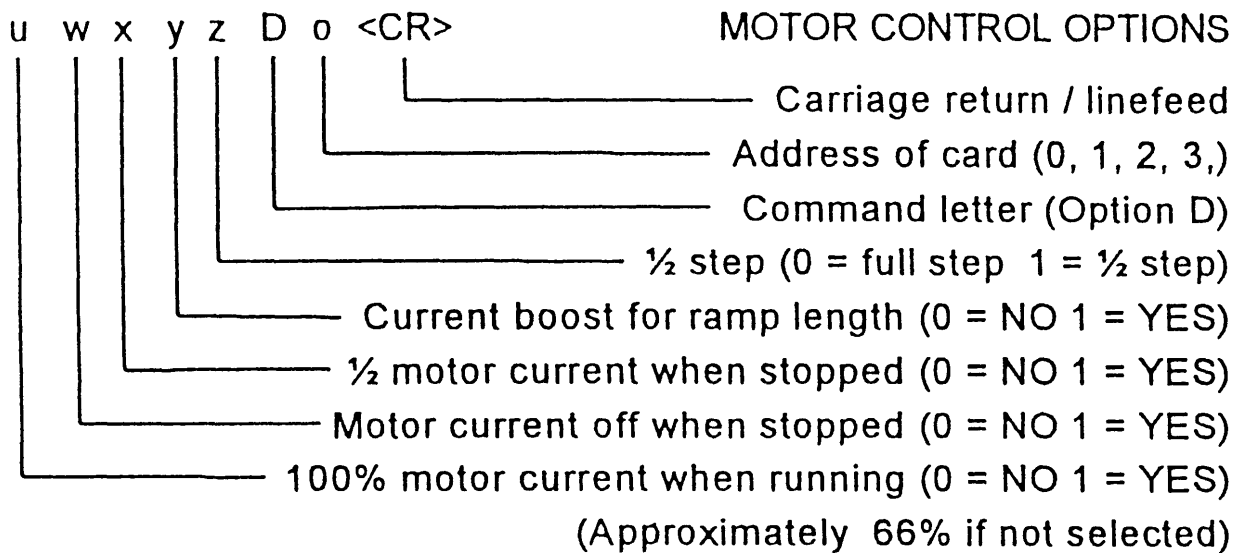 u w x y z D o <CR> MOTOR CONTROL OPTIONS
Carriage return / linefeed
Address of card (0, 1, 2, 3,)
Command letter (Option D)
½ step (0 = full step 1 = ½ step)
Current boost for ramp length (0 = NO 1 = YES)
½ motor current when stopped (0 = NO 1 = YES)
Motor current off when stopped (0 = NO 1 = YES)
100% motor current when running (0 = NO 1 = YES)
(Approximately 66% if not selected)